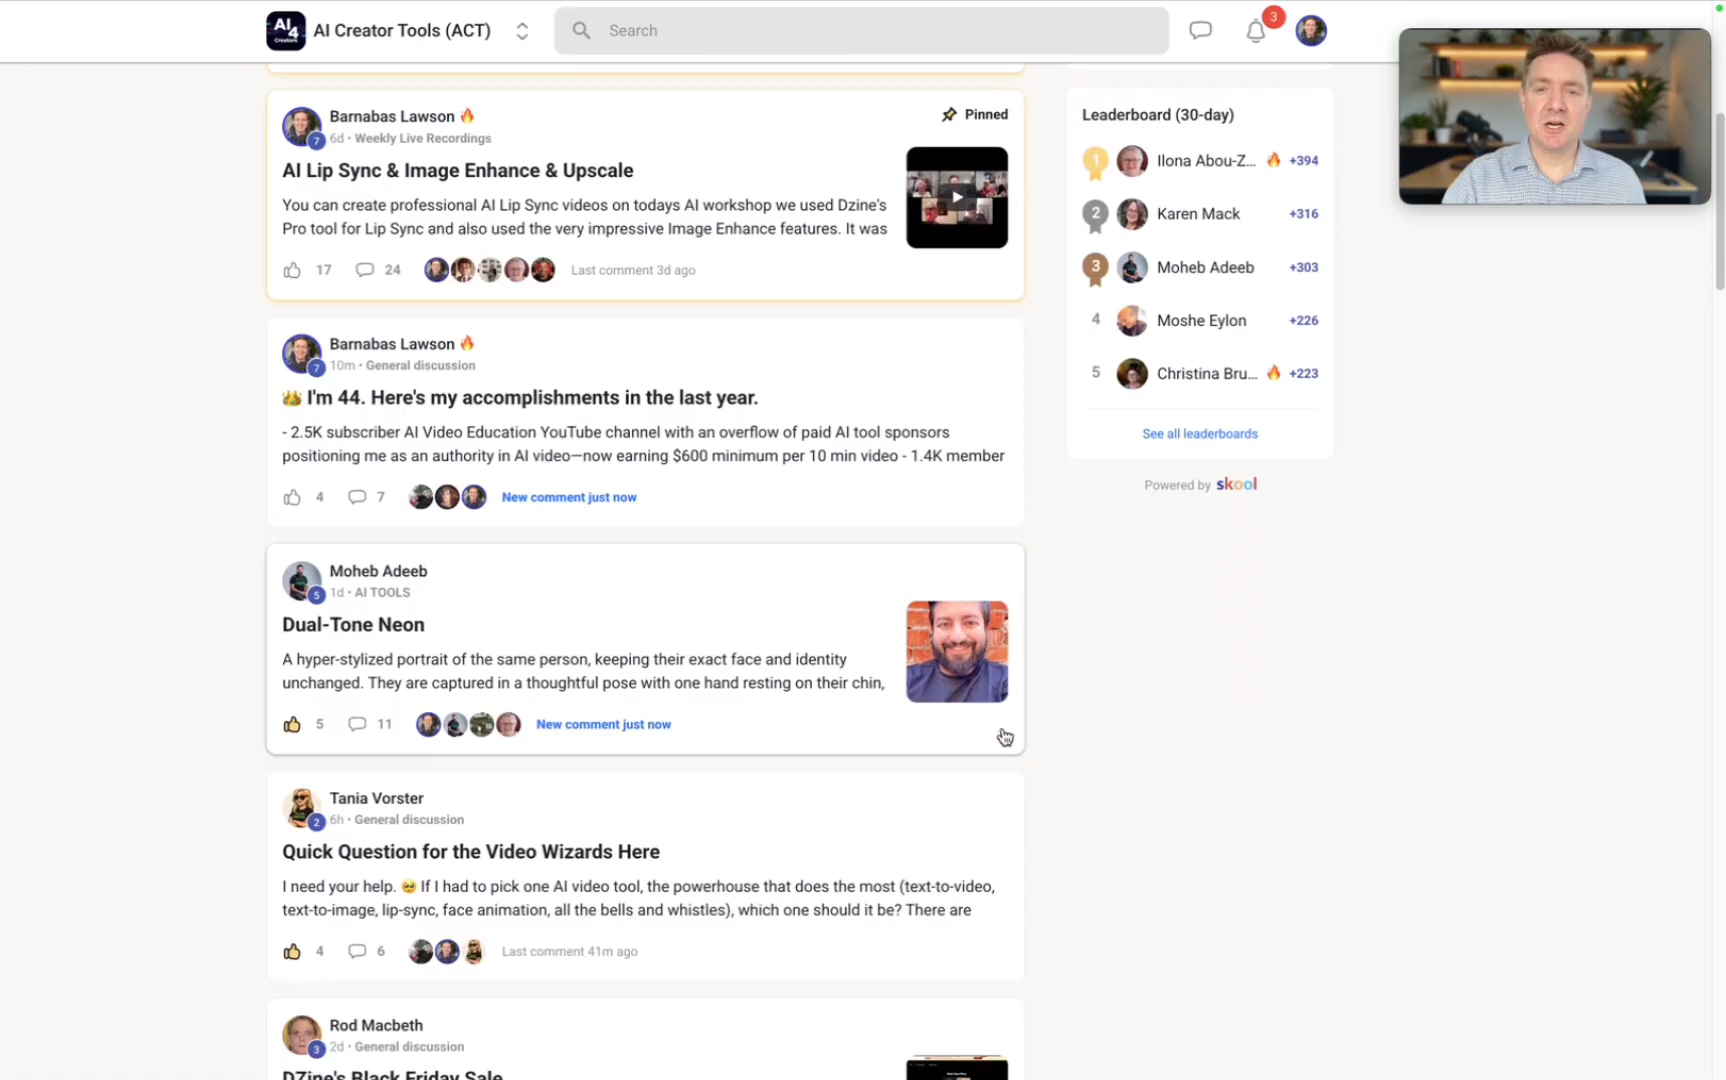 AI
4
Creators
AI Creator Tools (ACT)
Search
3
Barnabas Lawson 🔥
7
6d • Weekly Live Recordings
Pinned
AI Lip Sync & Image Enhance & Upscale
You can create professional AI Lip Sync videos on todays AI workshop we used Dzine's
Pro tool for Lip Sync and also used the very impressive Image Enhance features. It was
17
24
Last comment 3d ago
Barnabas Lawson 🔥
7
10m • General discussion
👑 I'm 44. Here's my accomplishments in the last year.
- 2.5K subscriber AI Video Education YouTube channel with an overflow of paid AI tool sponsors
positioning me as an authority in AI video—now earning $600 minimum per 10 min video - 1.4K member
4
7
New comment just now
Moheb Adeeb
5
1d • AI TOOLS
Dual-Tone Neon
A hyper-stylized portrait of the same person, keeping their exact face and identity
unchanged. They are captured in a thoughtful pose with one hand resting on their chin,
5
11
New comment just now
Tania Vorster
2
6h • General discussion
Quick Question for the Video Wizards Here
I need your help. 🥹 If I had to pick one AI video tool, the powerhouse that does the most (text-to-video,
text-to-image, lip-sync, face animation, all the bells and whistles), which one should it be? There are
4
6
Last comment 41m ago
Rod Macbeth
3
2d • General discussion
DZine's Black Friday Sale
Leaderboard (30-day)
1
Ilona Abou-Z... 🔥 +394
2
Karen Mack +316
3
Moheb Adeeb +303
4
Moshe Eylon +226
5
Christina Bru... 🔥 +223
See all leaderboards
Powered by skool